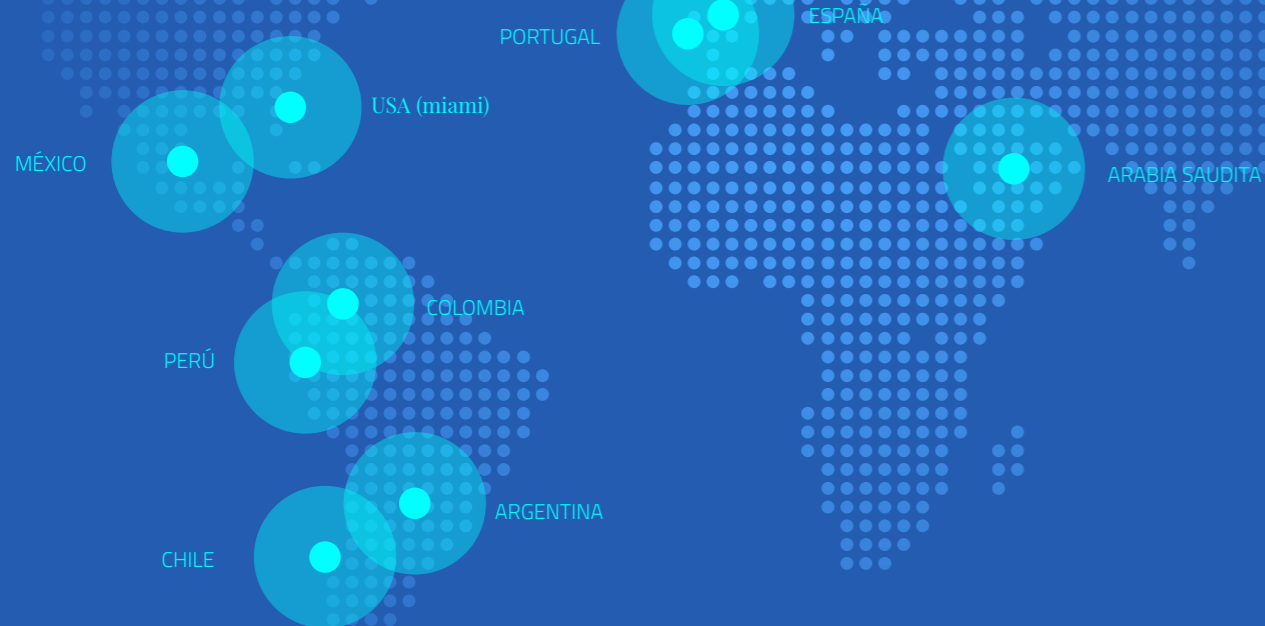 ESPAÑA
PORTUGAL
USA (miami)
MÉXICO
ARABIA SAUDITA
COLOMBIA
PERÚ
ARGENTINA
CHILE